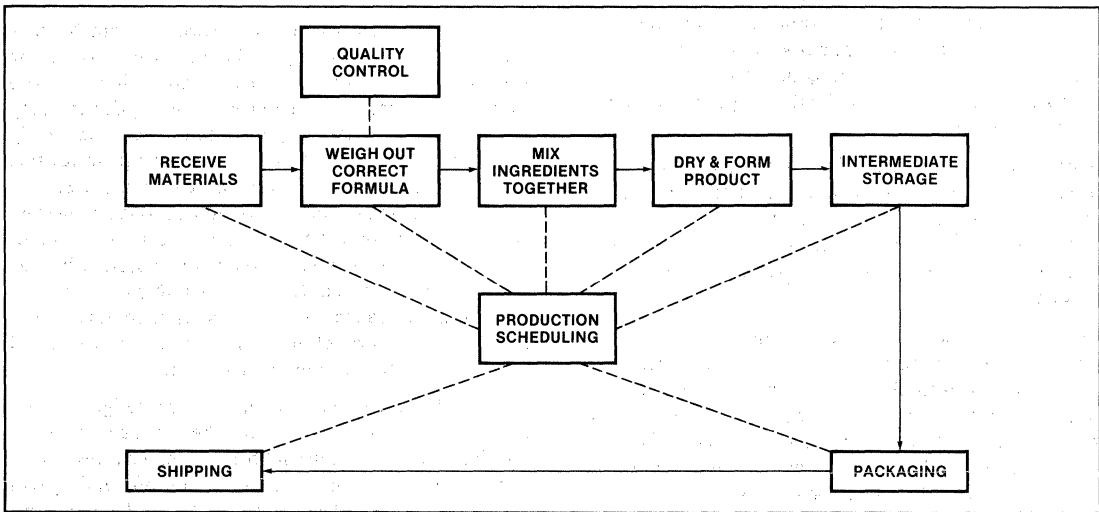 QUALITY
CONTROL
RECEIVE
MATERIALS
WEIGH OUT
CORRECT
FORMULA
MIX
INGREDIENTS
TOGETHER
DRY & FORM
PRODUCT
INTERMEDIATE
STORAGE
PRODUCTION
SCHEDULING
SHIPPING
PACKAGING